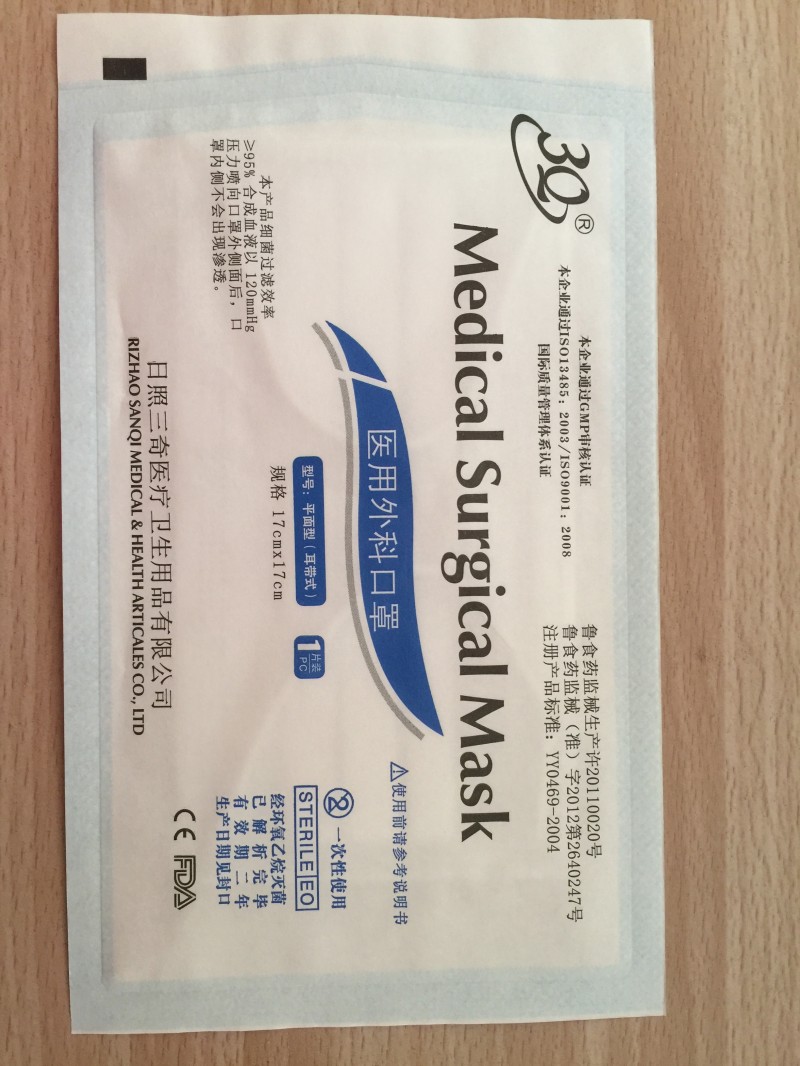 3Q®
本企业通过GMP审核认证
本企业通过ISO13485：2003/ISO9001：2008
国际质量管理体系认证
鲁食药监械生产许20110020号
鲁食药监械（准）字2012第2640247号
注册产品标准：YY0469-2004
Medical Surgical Mask
医用外科口罩
型号：平面型（耳带式）
1片装
PC
规格 17cmx17cm
本产品细菌过滤效率
≥95% 合成血液以 120mmHg
压力喷向口罩外侧面后，口
罩内侧不会出现渗透。
⚠使用前请参考说明书
2 一次性使用
STERILE EO
经环氧乙烷灭菌
已解析完毕
有效期二年
生产日期见封口
日照三奇医疗卫生用品有限公司
RIZHAO SANQI MEDICAL & HEALTH ARTICALES CO., LTD
CE FDA